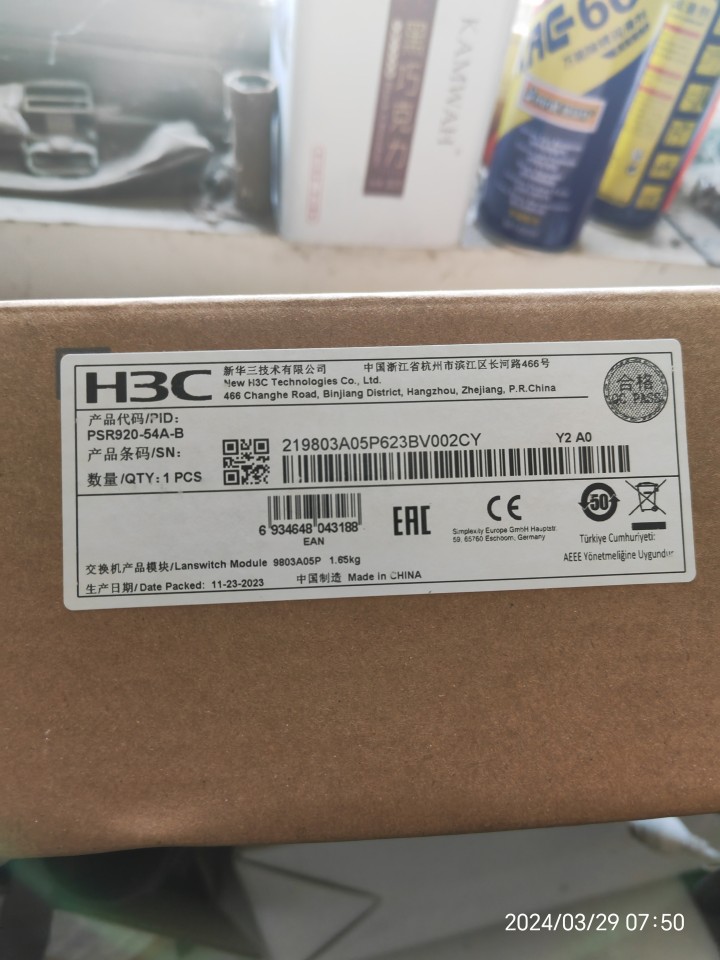 KAMWAH
AG-60
H3C
新华三技术有限公司 中国浙江省杭州市滨江区长河路466号
New H3C Technologies Co., Ltd.
466 Changhe Road, Binjiang District, Hangzhou, Zhejiang, P.R.China
合格
QC PASS
产品代码/PID:
PSR920-54A-B
产品条码/SN:
219803A05P623BV002CY Y2 A0
数量/QTY: 1 PCS
6 934648 043188
EAN
EAC
CE
Simplexity Europe GmbH Hauptstr.
59, 65760 Eschborn, Germany
50
Türkiye Cumhuriyeti:
AEEE Yönetmeliğine Uygundur
交换机产品模块/Lanswitch Module 9803A05P 1.65kg
生产日期/Date Packed: 11-23-2023 中国制造 Made in CHINA
2024/03/29 07:50